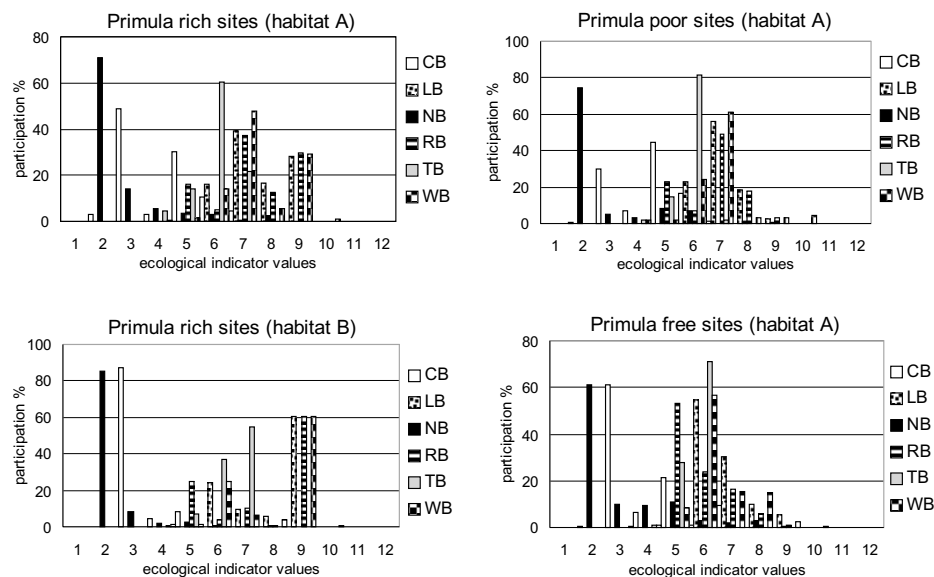 Primula rich sites (habitat A)
participation %
80
60
40
20
0
1 2 3 4 5 6 7 8 9 10 11 12
ecological indicator values
CB
LB
NB
RB
TB
WB
Primula poor sites (habitat A)
participation %
100
80
60
40
20
0
1 2 3 4 5 6 7 8 9 10 11 12
ecological indicator values
CB
LB
NB
RB
TB
WB
Primula rich sites (habitat B)
participation %
100
80
60
40
20
0
1 2 3 4 5 6 7 8 9 10 11 12
ecological indicator values
CB
LB
NB
RB
TB
WB
Primula free sites (habitat A)
participation %
80
60
40
20
0
1 2 3 4 5 6 7 8 9 10 11 12
ecological indicator values
CB
LB
NB
RB
TB
WB